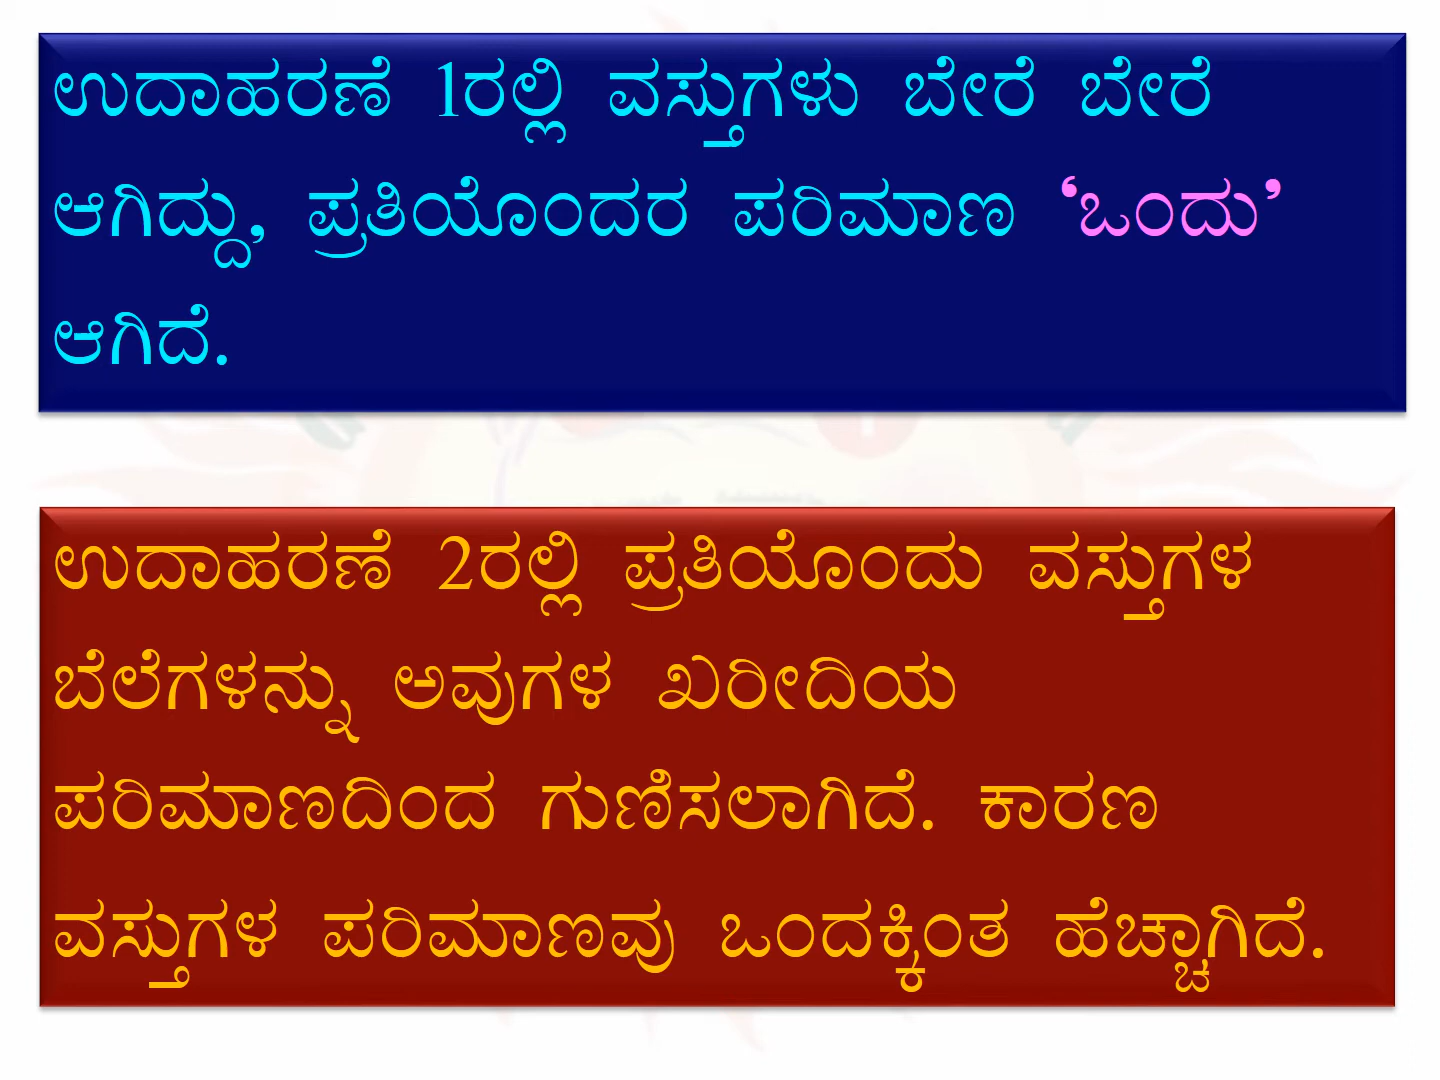 ಉದಾಹರಣೆ 1ರಲ್ಲಿ ವಸ್ತುಗಳು ಬೇರೆ ಬೇರೆ
ಆಗಿದ್ದು, ಪ್ರತಿಯೊಂದರ ಪರಿಮಾಣ ‘ಒಂದು’
ಆಗಿದೆ.
ಉದಾಹರಣೆ 2ರಲ್ಲಿ ಪ್ರತಿಯೊಂದು ವಸ್ತುಗಳ
ಬೆಲೆಗಳನ್ನು ಅವುಗಳ ಖರೀದಿಯ
ಪರಿಮಾಣದಿಂದ ಗುಣಿಸಲಾಗಿದೆ. ಕಾರಣ
ವಸ್ತುಗಳ ಪರಿಮಾಣವು ಒಂದಕ್ಕಿಂತ ಹೆಚ್ಚಾಗಿದೆ.